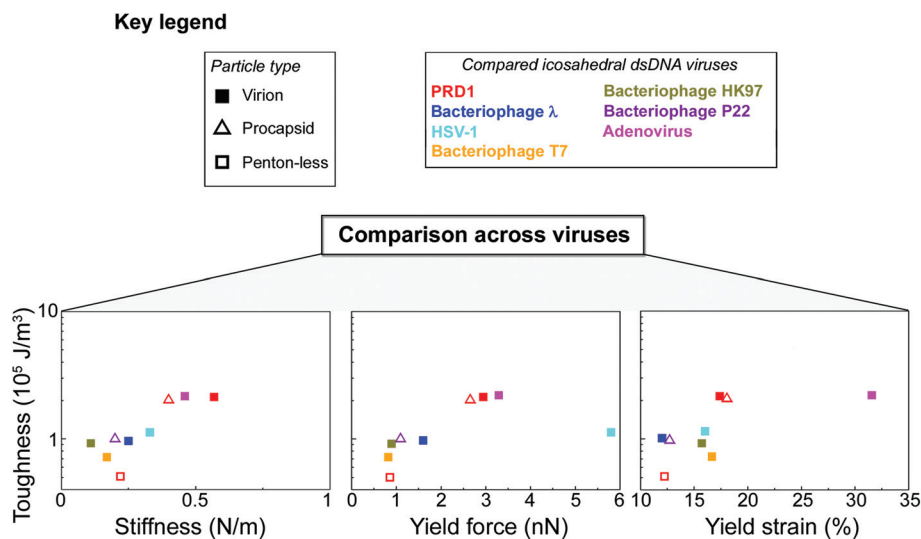 Key legend
Particle type
Virion
Procapsid
Penton-less
Compared icosahedral dsDNA viruses
PRD1
Bacteriophage λ
HSV-1
Bacteriophage T7
Bacteriophage HK97
Bacteriophage P22
Adenovirus
Comparison across viruses
Toughness (10⁵ J/m³)
10
1
0 0.5 1
Stiffness (N/m)
0 1 2 3 4 5 6
Yield force (nN)
10 15 20 25 30 35
Yield strain (%)